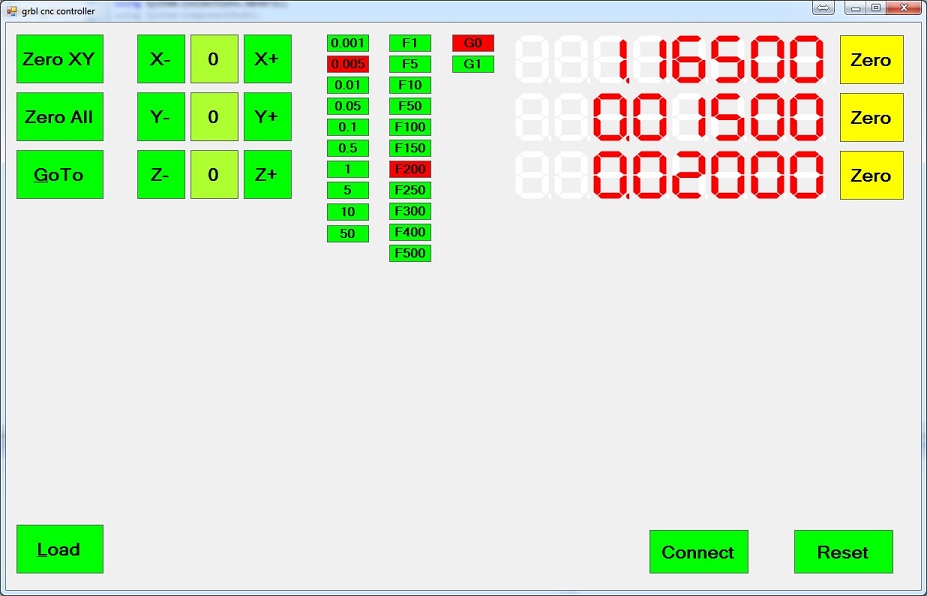 grbl cnc controller
Zero XY X- 0 X+ 0.001 F1 G0 1.16500 Zero
0.005 F5 G1
0.01 F10
Zero All Y- 0 Y+ 0.05 F50 0.01500 Zero
0.1 F100
0.5 F150
GoTo Z- 0 Z+ 1 F200 0.02000 Zero
5 F250
10 F300
50 F400
F500
Load Connect Reset